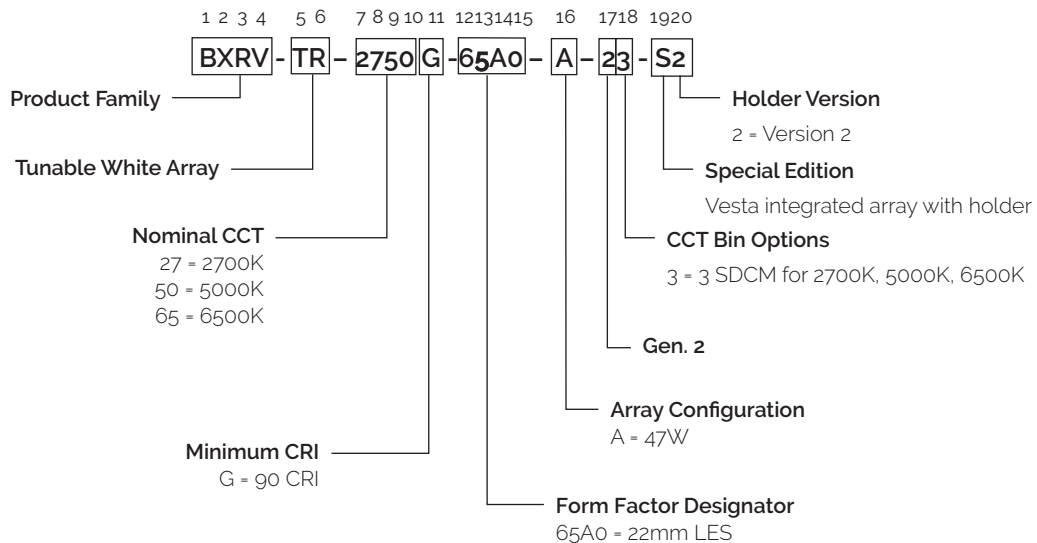 1 2 3 4 5 6 7 8 9 10 11 12131415 16 1718 1920
BXRV - TR – 2750 G -65A0 – A – 23 - S2
Product Family
Holder Version
2 = Version 2
Tunable White Array
Special Edition
Vesta integrated array with holder
Nominal CCT
27 = 2700K
50 = 5000K
65 = 6500K
CCT Bin Options
3 = 3 SDCM for 2700K, 5000K, 6500K
Gen. 2
Array Configuration
A = 47W
Minimum CRI
G = 90 CRI
Form Factor Designator
65A0 = 22mm LES